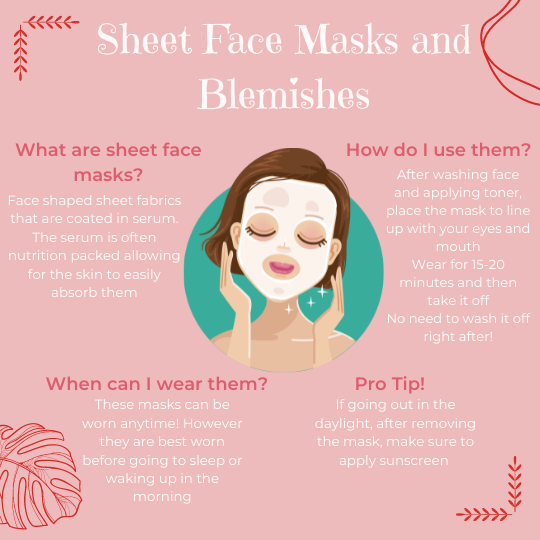 Sheet Face Masks and
Blemishes
What are sheet face
masks?
Face shaped sheet fabrics
that are coated in serum.
The serum is often
nutrition packed allowing
for the skin to easily
absorb them
How do I use them?
After washing face
and applying toner,
place the mask to line
up with your eyes and
mouth
Wear for 15-20
minutes and then
take it off
No need to wash it off
right after!
When can I wear them?
These masks can be
worn anytime! However
they are best worn
before going to sleep or
waking up in the
morning
Pro Tip!
If going out in the
daylight, after removing
the mask, make sure to
apply sunscreen